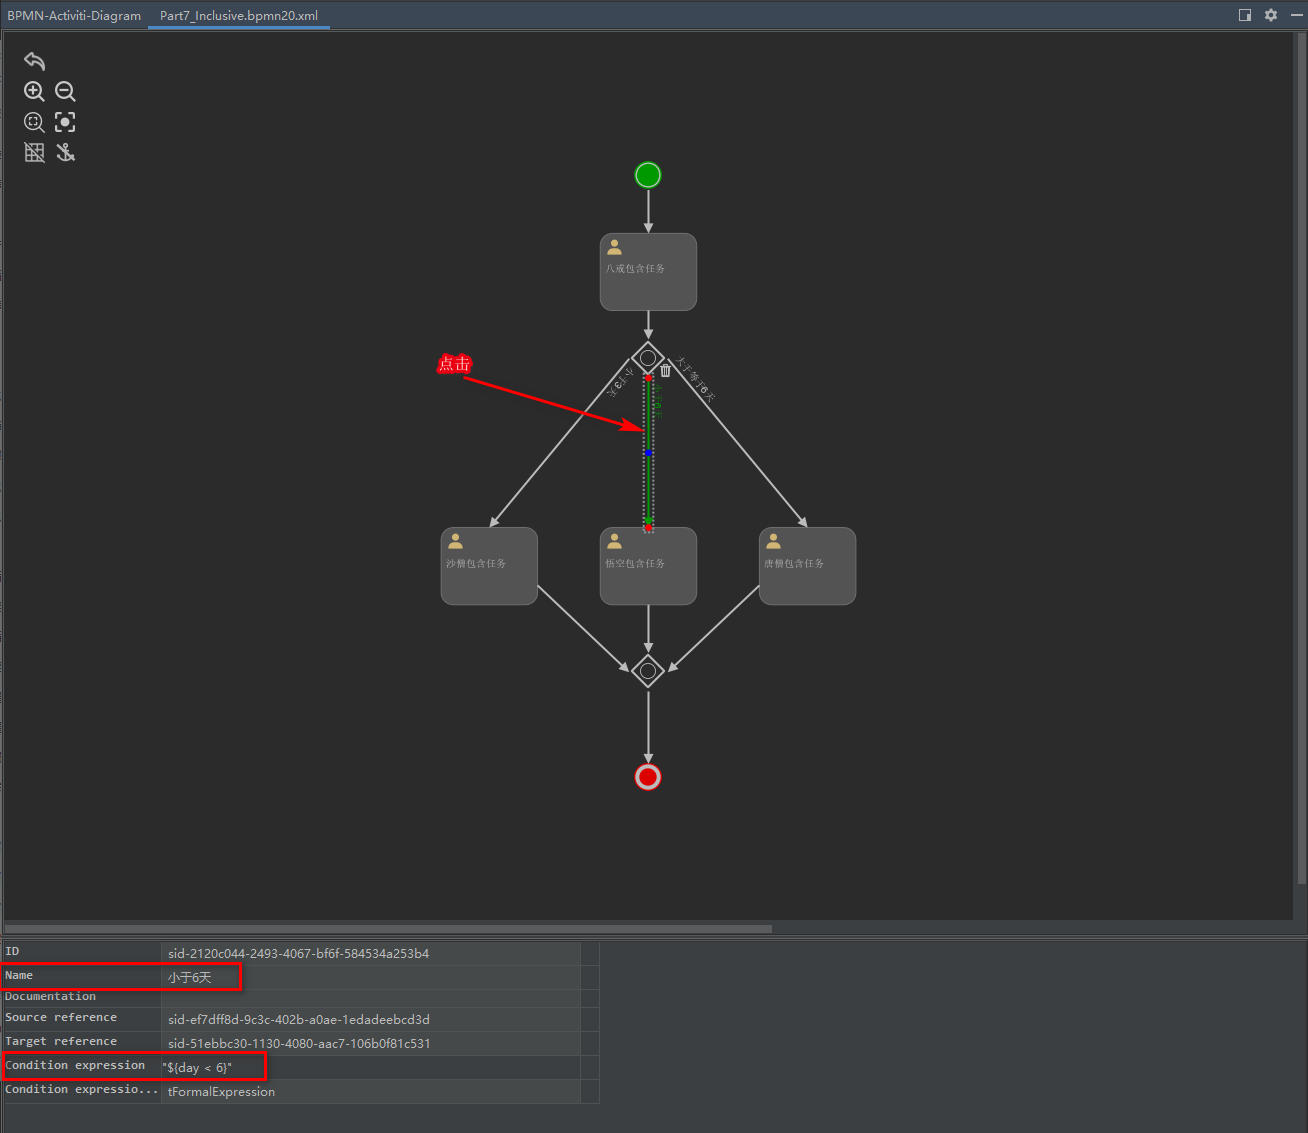 BPMN-Activiti-Diagram
Part7_Inclusive.bpmn20.xml
八戒包含任务
点击
小于3天
小于6天
大于等于6天
沙僧包含任务
悟空包含任务
唐僧包含任务
ID sid-2120c044-2493-4067-bf6f-584534a253b4
Name 小于6天
Documentation
Source reference sid-ef7dff8d-9c3c-402b-a0ae-1edadeebcd3d
Target reference sid-51ebbc30-1130-4080-aac7-106b0f81c531
Condition expression "${day < 6}"
Condition expressio... tFormalExpression